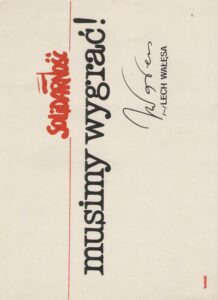 SOLIDARNOŚĆ
musimy wygrać!
/-/ LECH WAŁĘSA